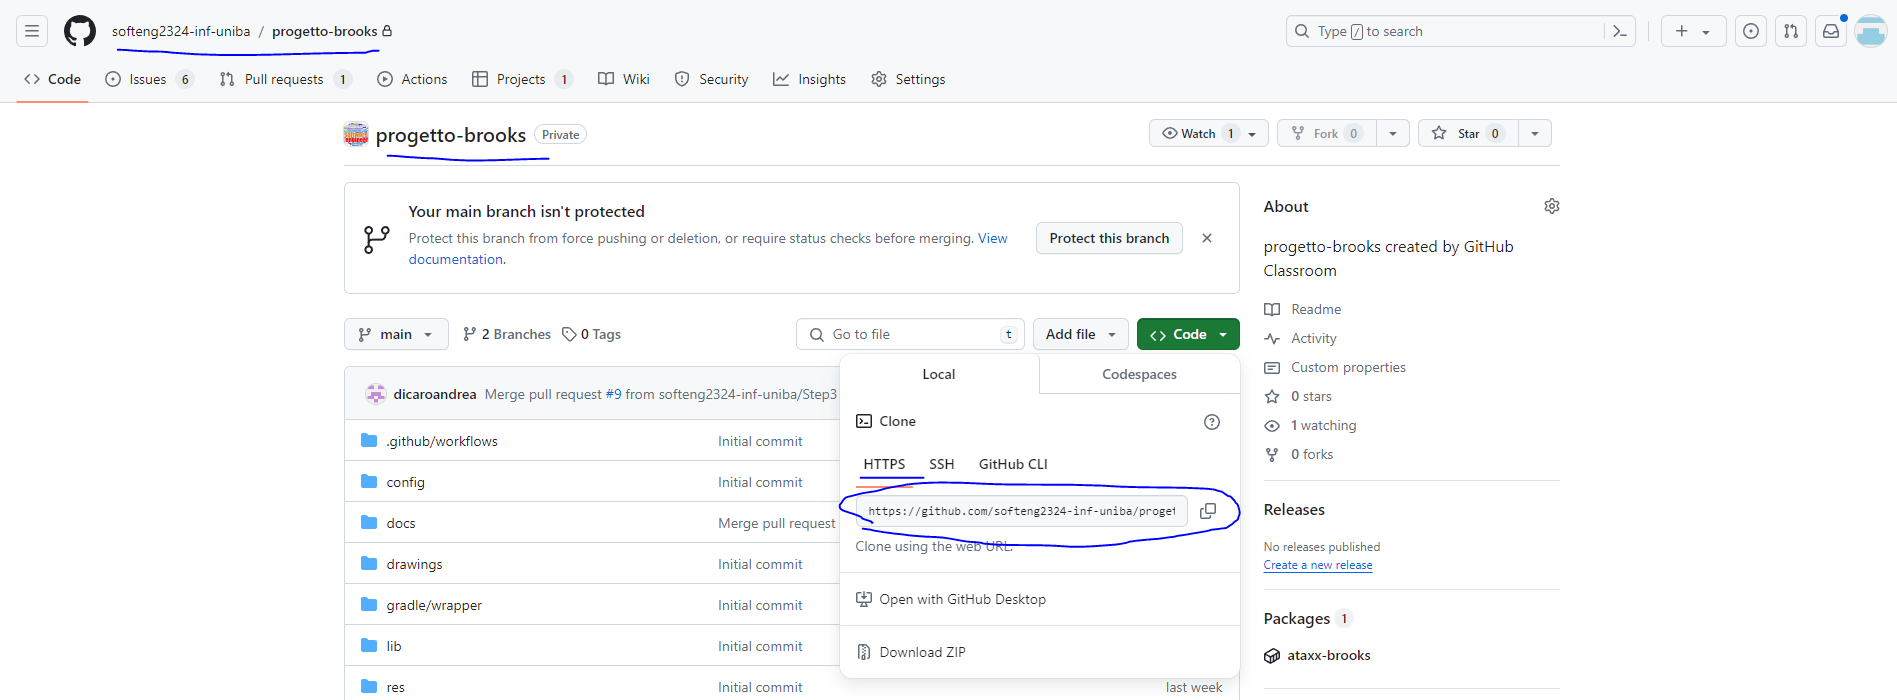 softeng2324-inf-uniba / progetto-brooks
Type / to search
Code
Issues 6
Pull requests 1
Actions
Projects 1
Wiki
Security
Insights
Settings
progetto-brooks Private
Watch 1
Fork 0
Star 0
Your main branch isn't protected
Protect this branch from force pushing or deletion, or require status checks before merging. View
documentation.
Protect this branch
main
2 Branches
0 Tags
Go to file t
Add file
Code
dicaroandrea Merge pull request #9 from softeng2324-inf-uniba/Step3
.github/workflows Initial commit
config Initial commit
docs Merge pull request
drawings Initial commit
gradle/wrapper Initial commit
lib Initial commit
res Initial commit last week
Local
Codespaces
Clone
HTTPS SSH GitHub CLI
https://github.com/softeng2324-inf-uniba/proget
Clone using the web URL.
Open with GitHub Desktop
Download ZIP
About
progetto-brooks created by GitHub
Classroom
Readme
Activity
Custom properties
0 stars
1 watching
0 forks
Releases
No releases published
Create a new release
Packages 1
ataxx-brooks